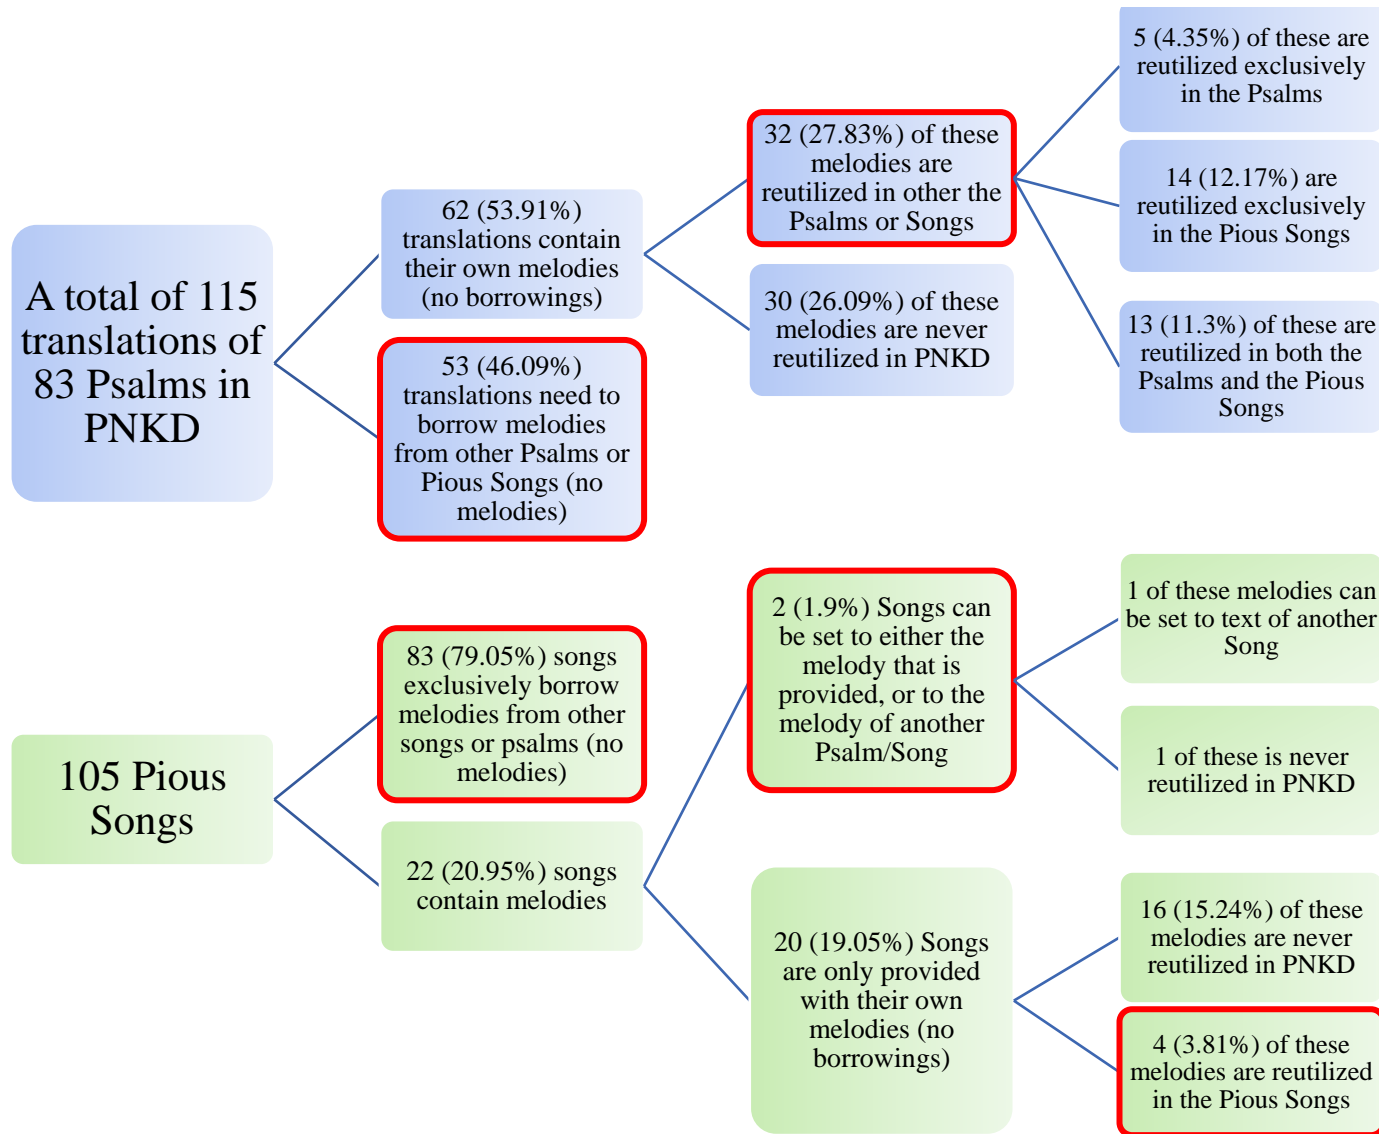 A total of 115
translations of
83 Psalms in
PNKD
62 (53.91%)
translations contain
their own melodies
(no borrowings)
53 (46.09%)
translations need to
borrow melodies
from other Psalms or
Pious Songs (no
melodies)
32 (27.83%) of these
melodies are
reutilized in other the
Psalms or Songs
30 (26.09%) of these
melodies are never
reutilized in PNKD
5 (4.35%) of these are
reutilized exclusively
in the Psalms
14 (12.17%) are
reutilized exclusively
in the Pious Songs
13 (11.3%) of these are
reutilized in both the
Psalms and the Pious
Songs
105 Pious
Songs
83 (79.05%) songs
exclusively borrow
melodies from other
songs or psalms (no
melodies)
22 (20.95%) songs
contain melodies
2 (1.9%) Songs can
be set to either the
melody that is
provided, or to the
melody of another
Psalm/Song
20 (19.05%) Songs
are only provided
with their own
melodies (no
borrowings)
1 of these melodies can
be set to text of another
Song
1 of these is never
reutilized in PNKD
16 (15.24%) of these
melodies are never
reutilized in PNKD
4 (3.81%) of these
melodies are reutilized
in the Pious Songs